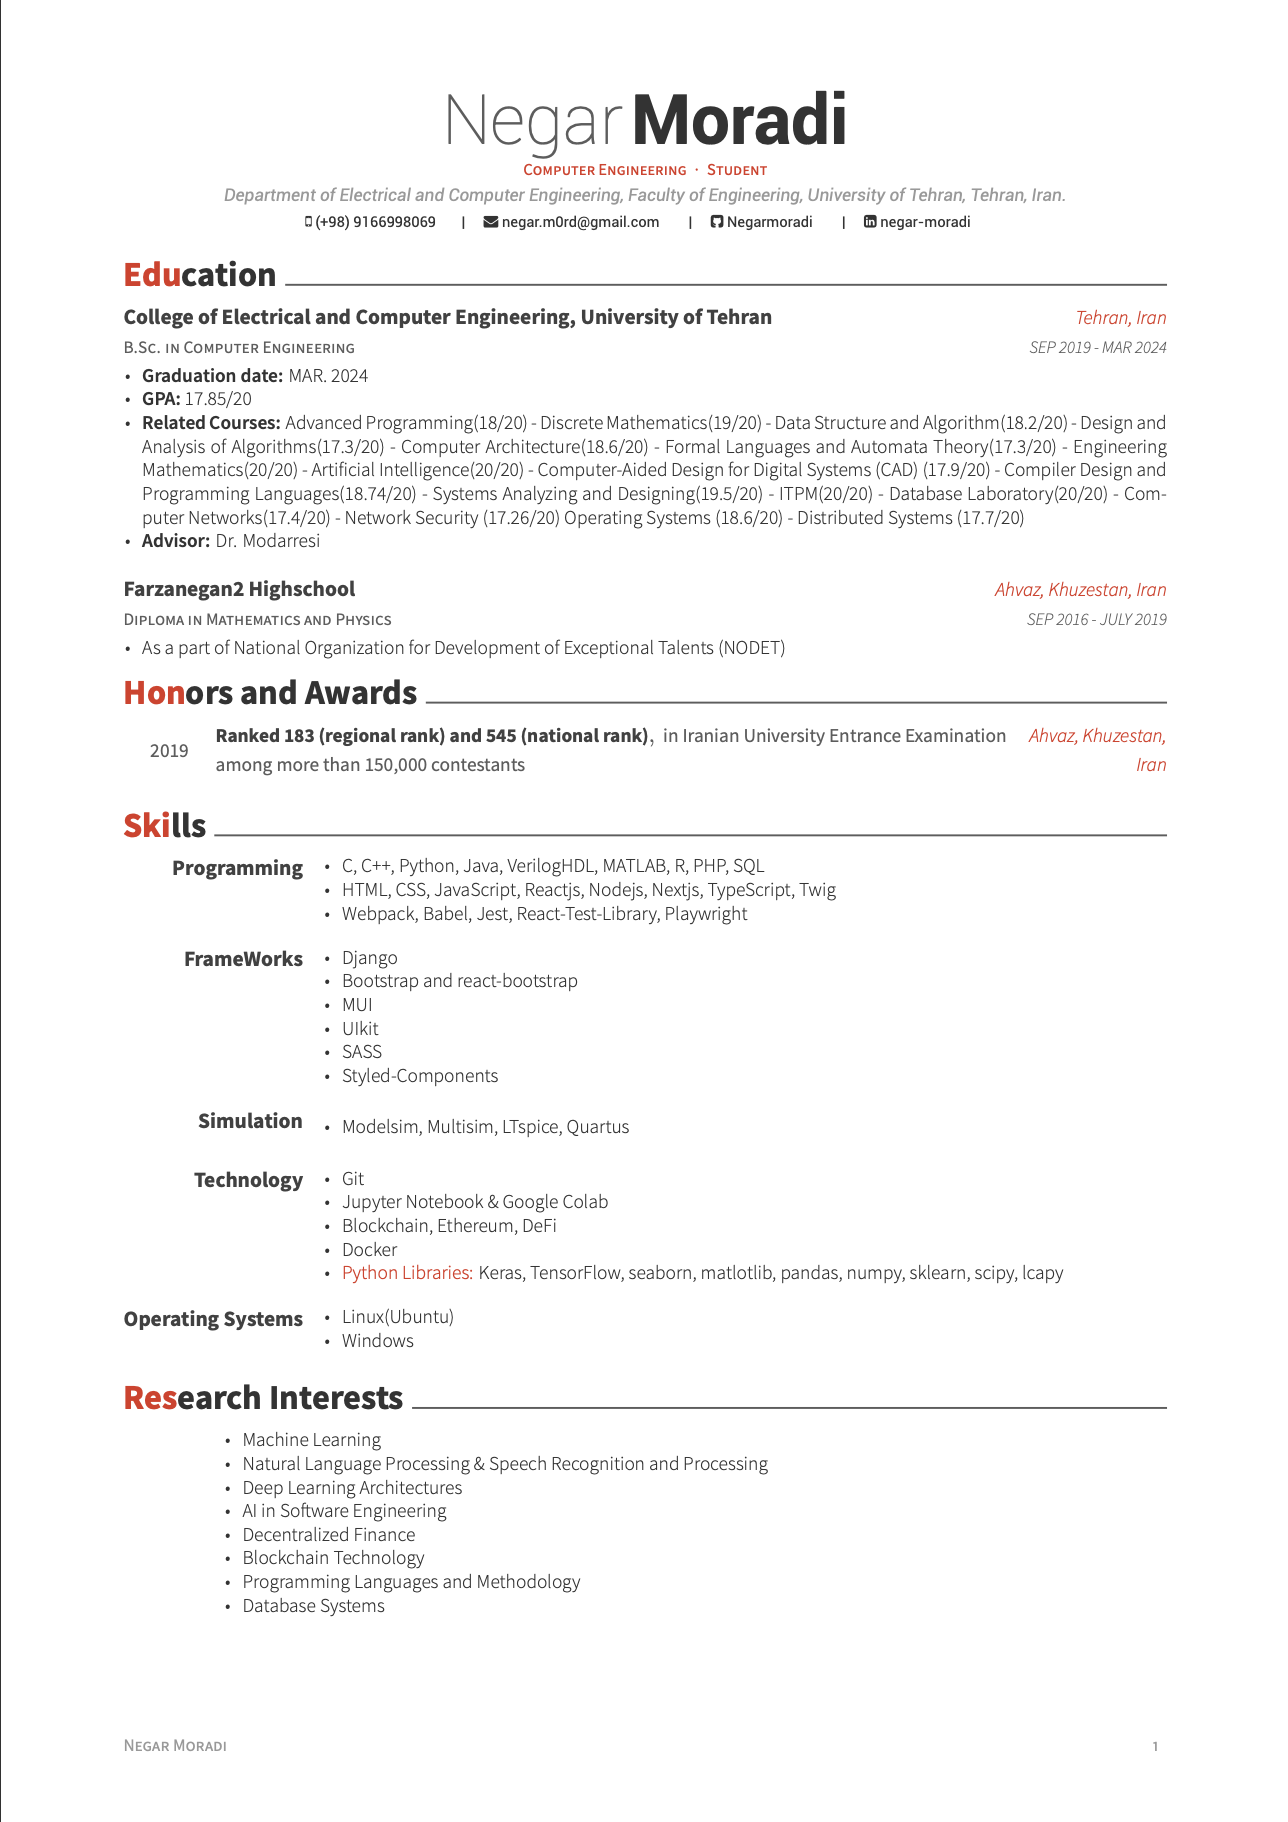 Negar Moradi
Computer Engineering · Student
Department of Electrical and Computer Engineering, Faculty of Engineering, University of Tehran, Tehran, Iran.
(+98) 9166998069 | negar.m0rd@gmail.com | Negarmoradi | negar-moradi
Education
College of Electrical and Computer Engineering, University of Tehran Tehran, Iran
B.Sc. in Computer Engineering SEP 2019 - MAR 2024
• Graduation date: MAR. 2024
• GPA: 17.85/20
• Related Courses: Advanced Programming(18/20) - Discrete Mathematics(19/20) - Data Structure and Algorithm(18.2/20) - Design and
Analysis of Algorithms(17.3/20) - Computer Architecture(18.6/20) - Formal Languages and Automata Theory(17.3/20) - Engineering
Mathematics(20/20) - Artificial Intelligence(20/20) - Computer-Aided Design for Digital Systems (CAD) (17.9/20) - Compiler Design and
Programming Languages(18.74/20) - Systems Analyzing and Designing(19.5/20) - ITPM(20/20) - Database Laboratory(20/20) - Com-
puter Networks(17.4/20) - Network Security (17.26/20) Operating Systems (18.6/20) - Distributed Systems (17.7/20)
• Advisor: Dr. Modarresi
Farzanegan2 Highschool Ahvaz, Khuzestan, Iran
Diploma in Mathematics and Physics SEP 2016 - JULY 2019
• As a part of National Organization for Development of Exceptional Talents (NODET)
Honors and Awards
2019 Ranked 183 (regional rank) and 545 (national rank), in Iranian University Entrance Examination Ahvaz, Khuzestan,
among more than 150,000 contestants Iran
Skills
Programming • C, C++, Python, Java, VerilogHDL, MATLAB, R, PHP, SQL
• HTML, CSS, JavaScript, Reactjs, Nodejs, Nextjs, TypeScript, Twig
• Webpack, Babel, Jest, React-Test-Library, Playwright
FrameWorks • Django
• Bootstrap and react-bootstrap
• MUI
• UIkit
• SASS
• Styled-Components
Simulation • Modelsim, Multisim, LTspice, Quartus
Technology • Git
• Jupyter Notebook & Google Colab
• Blockchain, Ethereum, DeFi
• Docker
• Python Libraries: Keras, TensorFlow, seaborn, matlotlib, pandas, numpy, sklearn, scipy, lcapy
Operating Systems • Linux(Ubuntu)
• Windows
Research Interests
• Machine Learning
• Natural Language Processing & Speech Recognition and Processing
• Deep Learning Architectures
• AI in Software Engineering
• Decentralized Finance
• Blockchain Technology
• Programming Languages and Methodology
• Database Systems
Negar Moradi 1